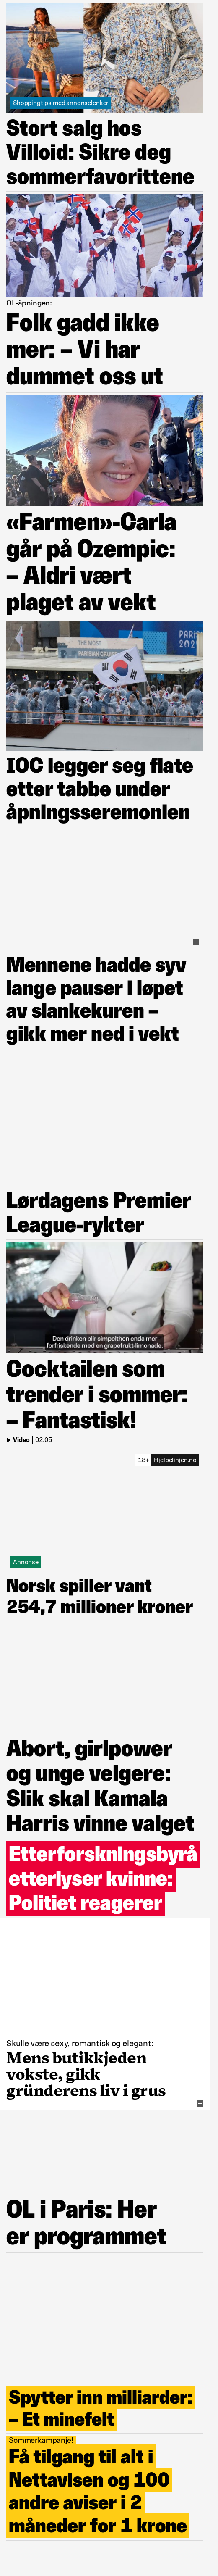 Shoppingtips med annonselenker
Stort salg hos
Villoid: Sikre deg
sommerfavorittene
OL-åpningen:
Folk gadd ikke
mer: – Vi har
dummet oss ut
«Farmen»-Carla
går på Ozempic:
– Aldri vært
plaget av vekt
PARIS
IOC legger seg flate
etter tabbe under
åpningsseremonien
Mennene hadde syv
lange pauser i løpet
av slankekuren –
gikk mer ned i vekt
Lørdagens Premier
League-rykter
Den drinken blir simpelthen enda mer
forfriskende med en grapefrukt-limonade.
Cocktailen som
trender i sommer:
– Fantastisk!
Video | 02:05
18+ Hjelpelinjen.no
Annonse
Norsk spiller vant
254,7 millioner kroner
Abort, girlpower
og unge velgere:
Slik skal Kamala
Harris vinne valget
Etterforskningsbyrå
etterlyser kvinne:
Politiet reagerer
Skulle være sexy, romantisk og elegant:
Mens butikkjeden
vokste, gikk
gründerens liv i grus
OL i Paris: Her
er programmet
Spytter inn milliarder:
– Et minefelt
Sommerkampanje!
Få tilgang til alt i
Nettavisen og 100
andre aviser i 2
måneder for 1 krone